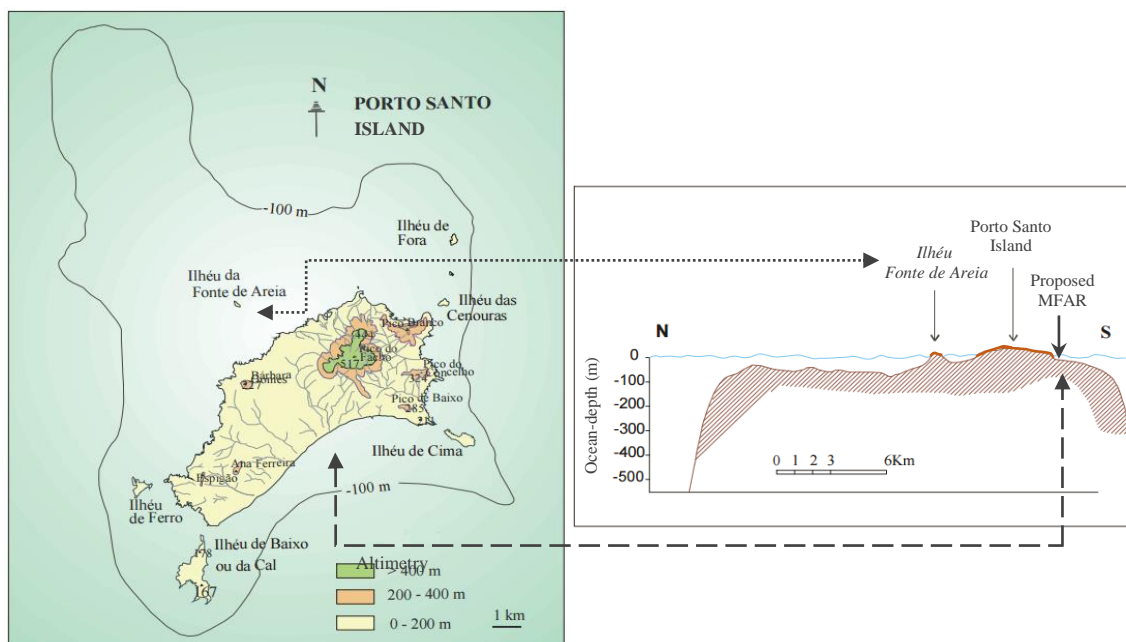 N
PORTO SANTO
ISLAND
-100 m
Ilhéu de
Fora
Ilhéu da
Fonte de Areia
Ilhéu das
Cenouras
Pico Branco
Pico do
Facho
517
Pico do
Concelho
324
Bárbara
Gomes
Pico de Baixo
285
Ilhéu de Cima
Ana Ferreira
Espigão
-100 m
Ilhéu
de Ferro
178
Ilhéu de Baixo
ou da Cal
167
Altimetry
> 400 m
200 - 400 m
0 - 200 m
1 km
Porto Santo
Island
Ilhéu
Fonte de Areia
Proposed
MFAR
N
S
Ocean-depth (m)
0
-100
-200
-300
-400
-500
0 1 2 3 6Km